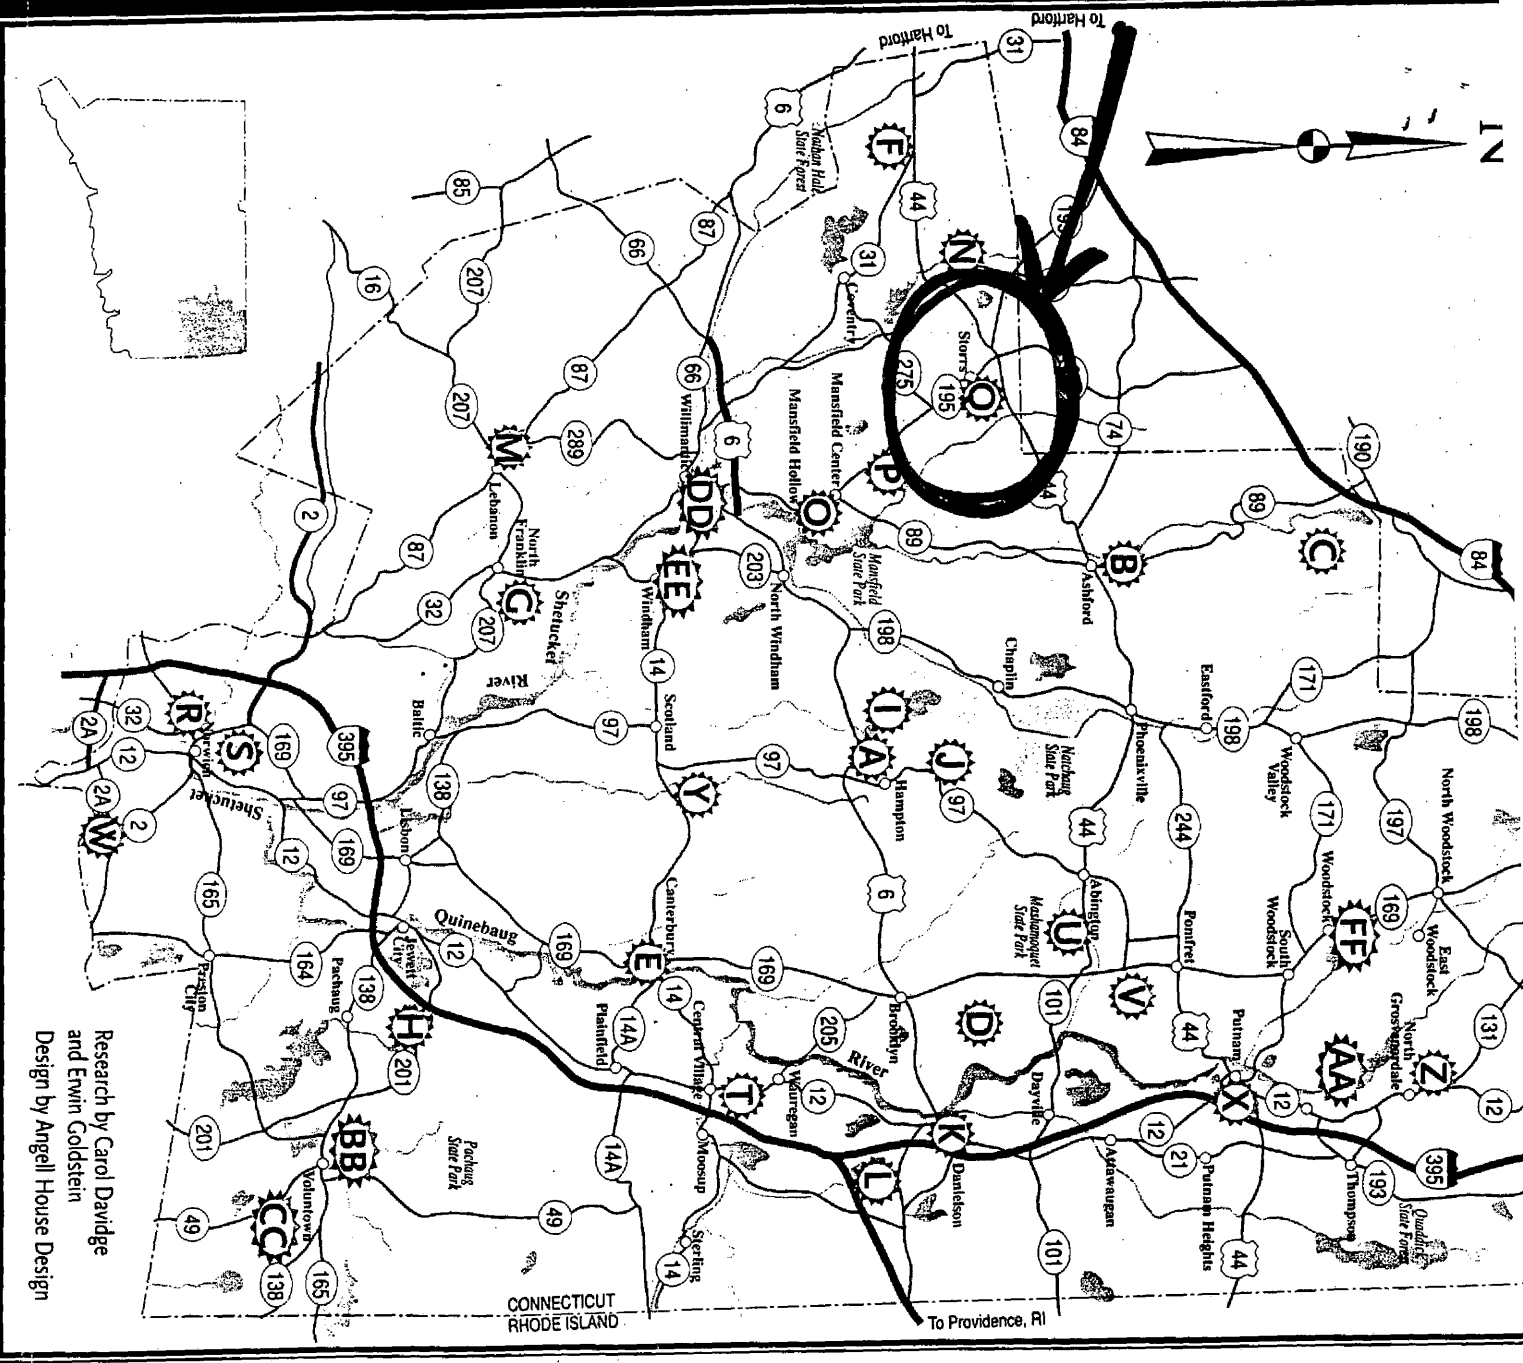 To Hartford
To Hartford
31
84
N
6
Nathan Hale
State Forest
F
44
195
85
87
66
31
N
16
207
Coventry
275
Storrs
195
Q
66
87
207
Mansfield Center
Mansfield Hollow
Willimantic
6
74
190
M
289
Lebanon
DD
O
P
44
89
89
C
84
2
87
North
Franklin
G
32
207
Shetucket
River
EE
Windham
203
North Windham
Mansfield
State Park
B
Ashford
198
Chaplin
14
Scotland
97
Baltic
R
Norwich
S
169
395
32
2A
12
2A
W
2
Shetucket
97
138
Lisbon
169
12
Y
97
I
A
Hampton
J
97
Natchaug
State Park
Phoenixville
Eastford
198
171
198
Woodstock
Valley
244
44
171
197
North Woodstock
Woodstock
FF
169
East
Woodstock
South
Woodstock
Abington
U
Mashamoquet
State Park
Pomfret
6
Canterbury
E
169
169
Quinebaug
Jewett
City
12
165
164
Preston
City
Pachaug
138
H
201
14
14A
Plainfield
Central Village
205
Brooklyn
River
D
101
V
44
Putnam
131
North
Grosvenordale
Z
AA
12
12
X
T
Wauregan
12
Dayville
K
Danielson
L
Moosup
12
21
Attawaugan
Putnam Heights
Thompson
193
395
Quaddick
State Forest
201
BB
Pachaug
State Park
14A
49
49
CC
Voluntown
138
165
Sterling
14
101
44
CONNECTICUT
RHODE ISLAND
To Providence, RI
Research by Carol Davidge
and Erwin Goldstein
Design by Angell House Design